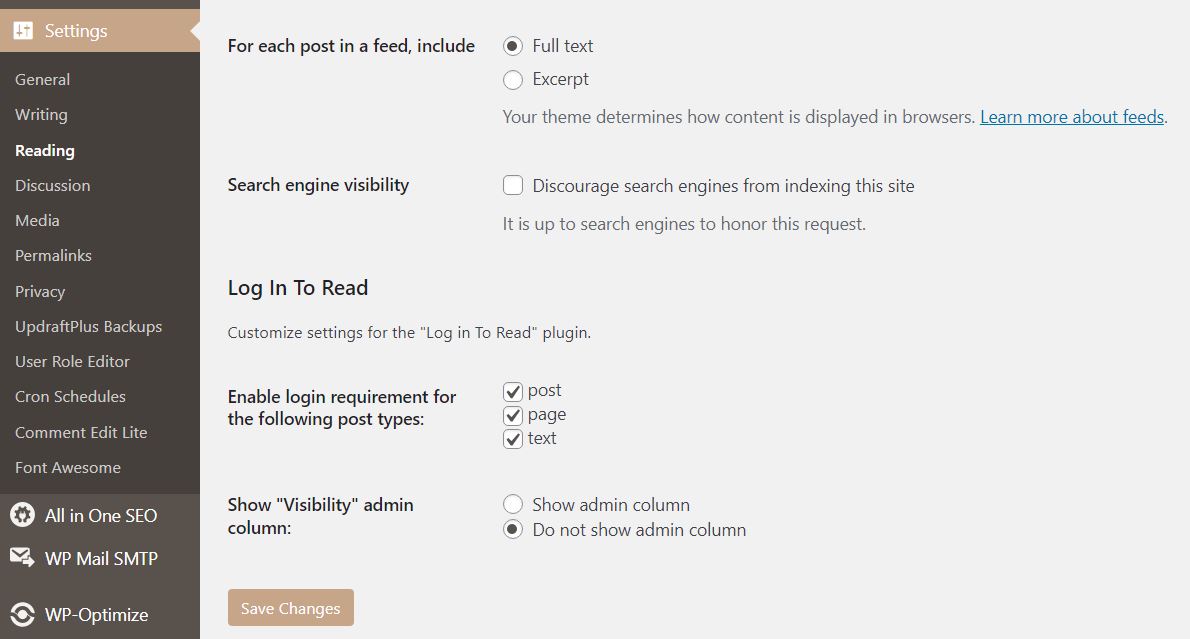 Settings
General
Writing
Reading
Discussion
Media
Permalinks
Privacy
UpdraftPlus Backups
User Role Editor
Cron Schedules
Comment Edit Lite
Font Awesome
All in One SEO
WP Mail SMTP
WP-Optimize
For each post in a feed, include
Full text
Excerpt
Your theme determines how content is displayed in browsers. Learn more about feeds.
Search engine visibility
Discourage search engines from indexing this site
It is up to search engines to honor this request.
Log In To Read
Customize settings for the "Log in To Read" plugin.
Enable login requirement for
the following post types:
post
page
text
Show "Visibility" admin
column:
Show admin column
Do not show admin column
Save Changes